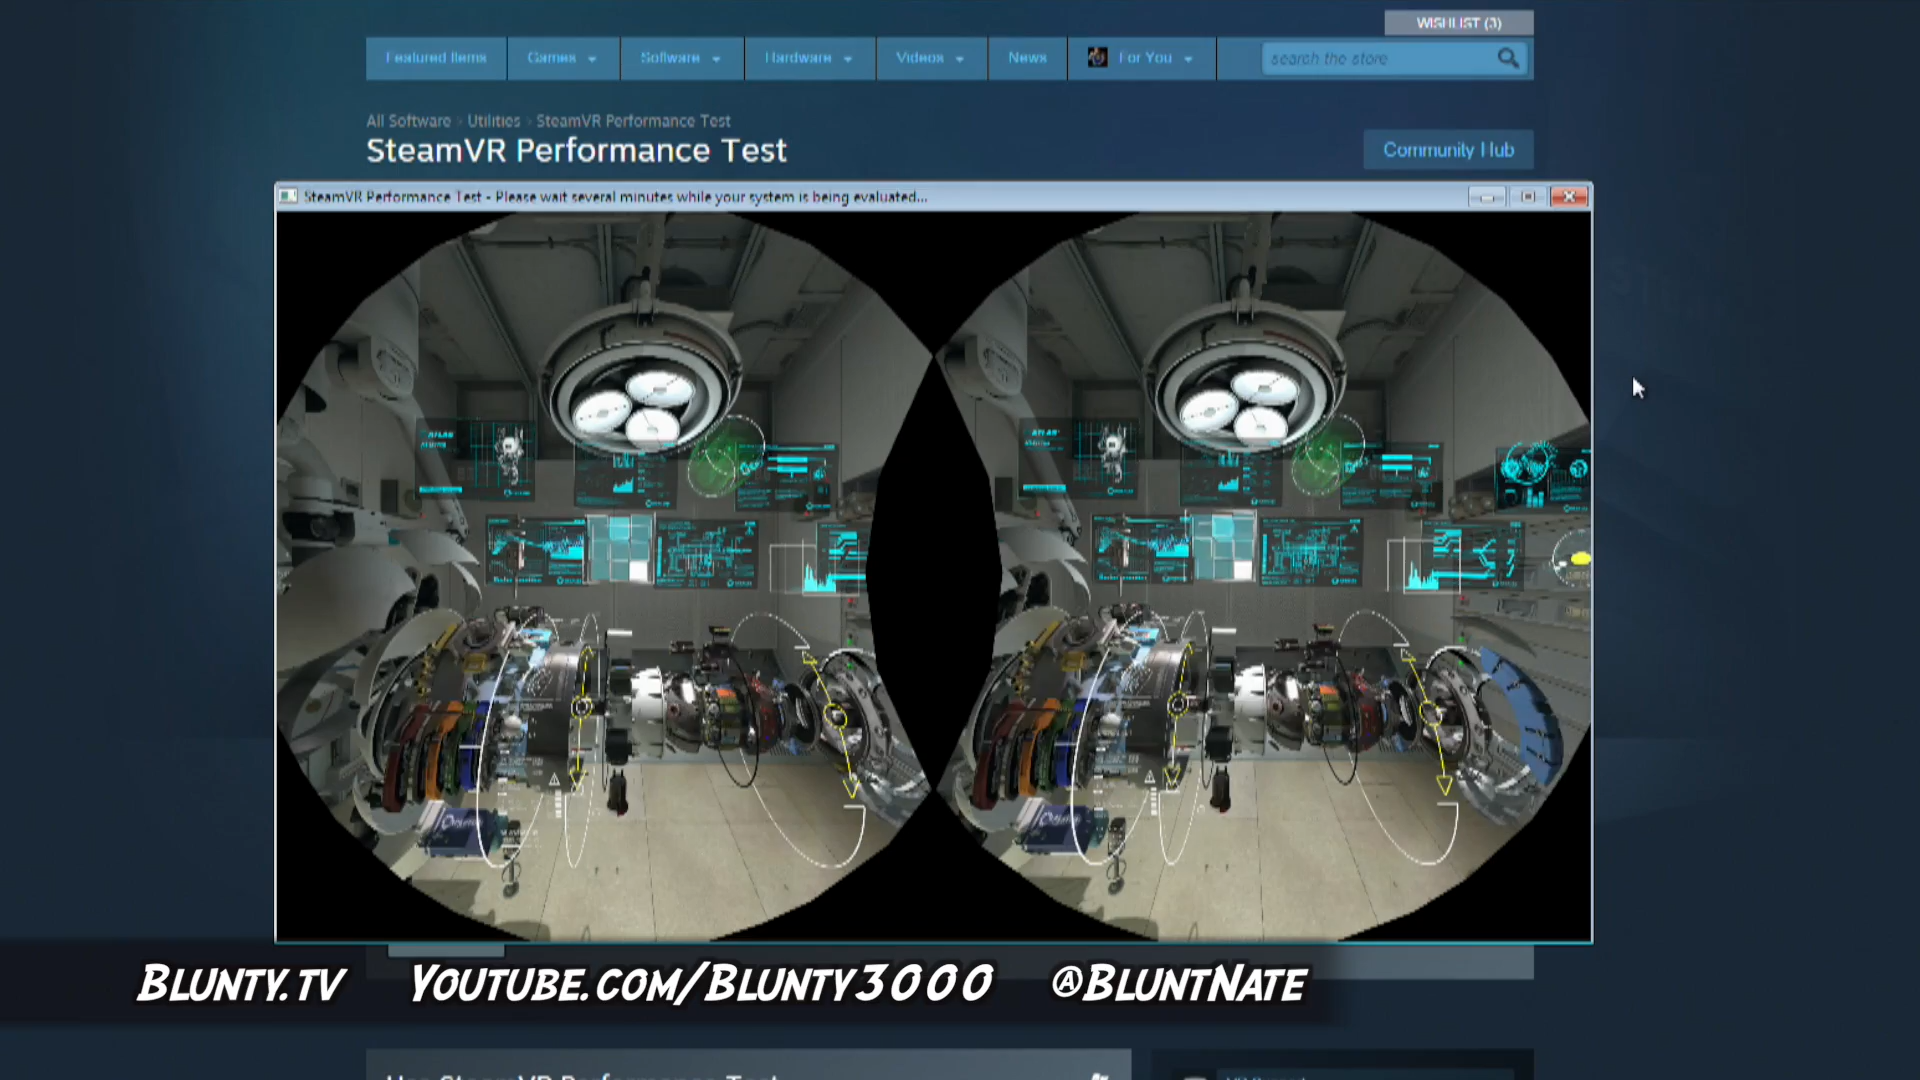 WISHLIST (3)
Featured Items Games Software Hardware Videos News For You search the store
All Software Utilities SteamVR Performance Test
SteamVR Performance Test
Community Hub
SteamVR Performance Test - Please wait several minutes while your system is being evaluated...
ATLAS
BLUNTY.TV YOUTUBE.COM/BLUNTY3000 @BLUNTNATE